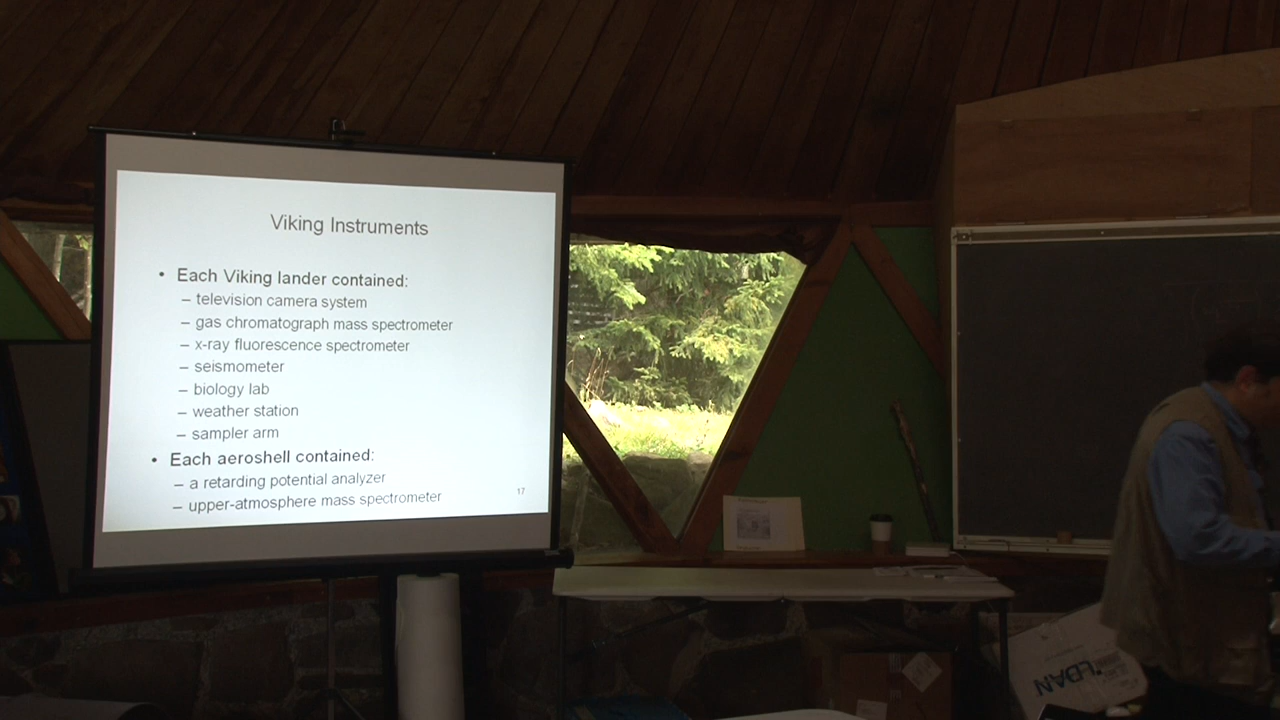 Viking Instruments
• Each Viking lander contained:
– television camera system
– gas chromatograph mass spectrometer
– x-ray fluorescence spectrometer
– seismometer
– biology lab
– weather station
– sampler arm
• Each aeroshell contained:
– a retarding potential analyzer
– upper-atmosphere mass spectrometer
17